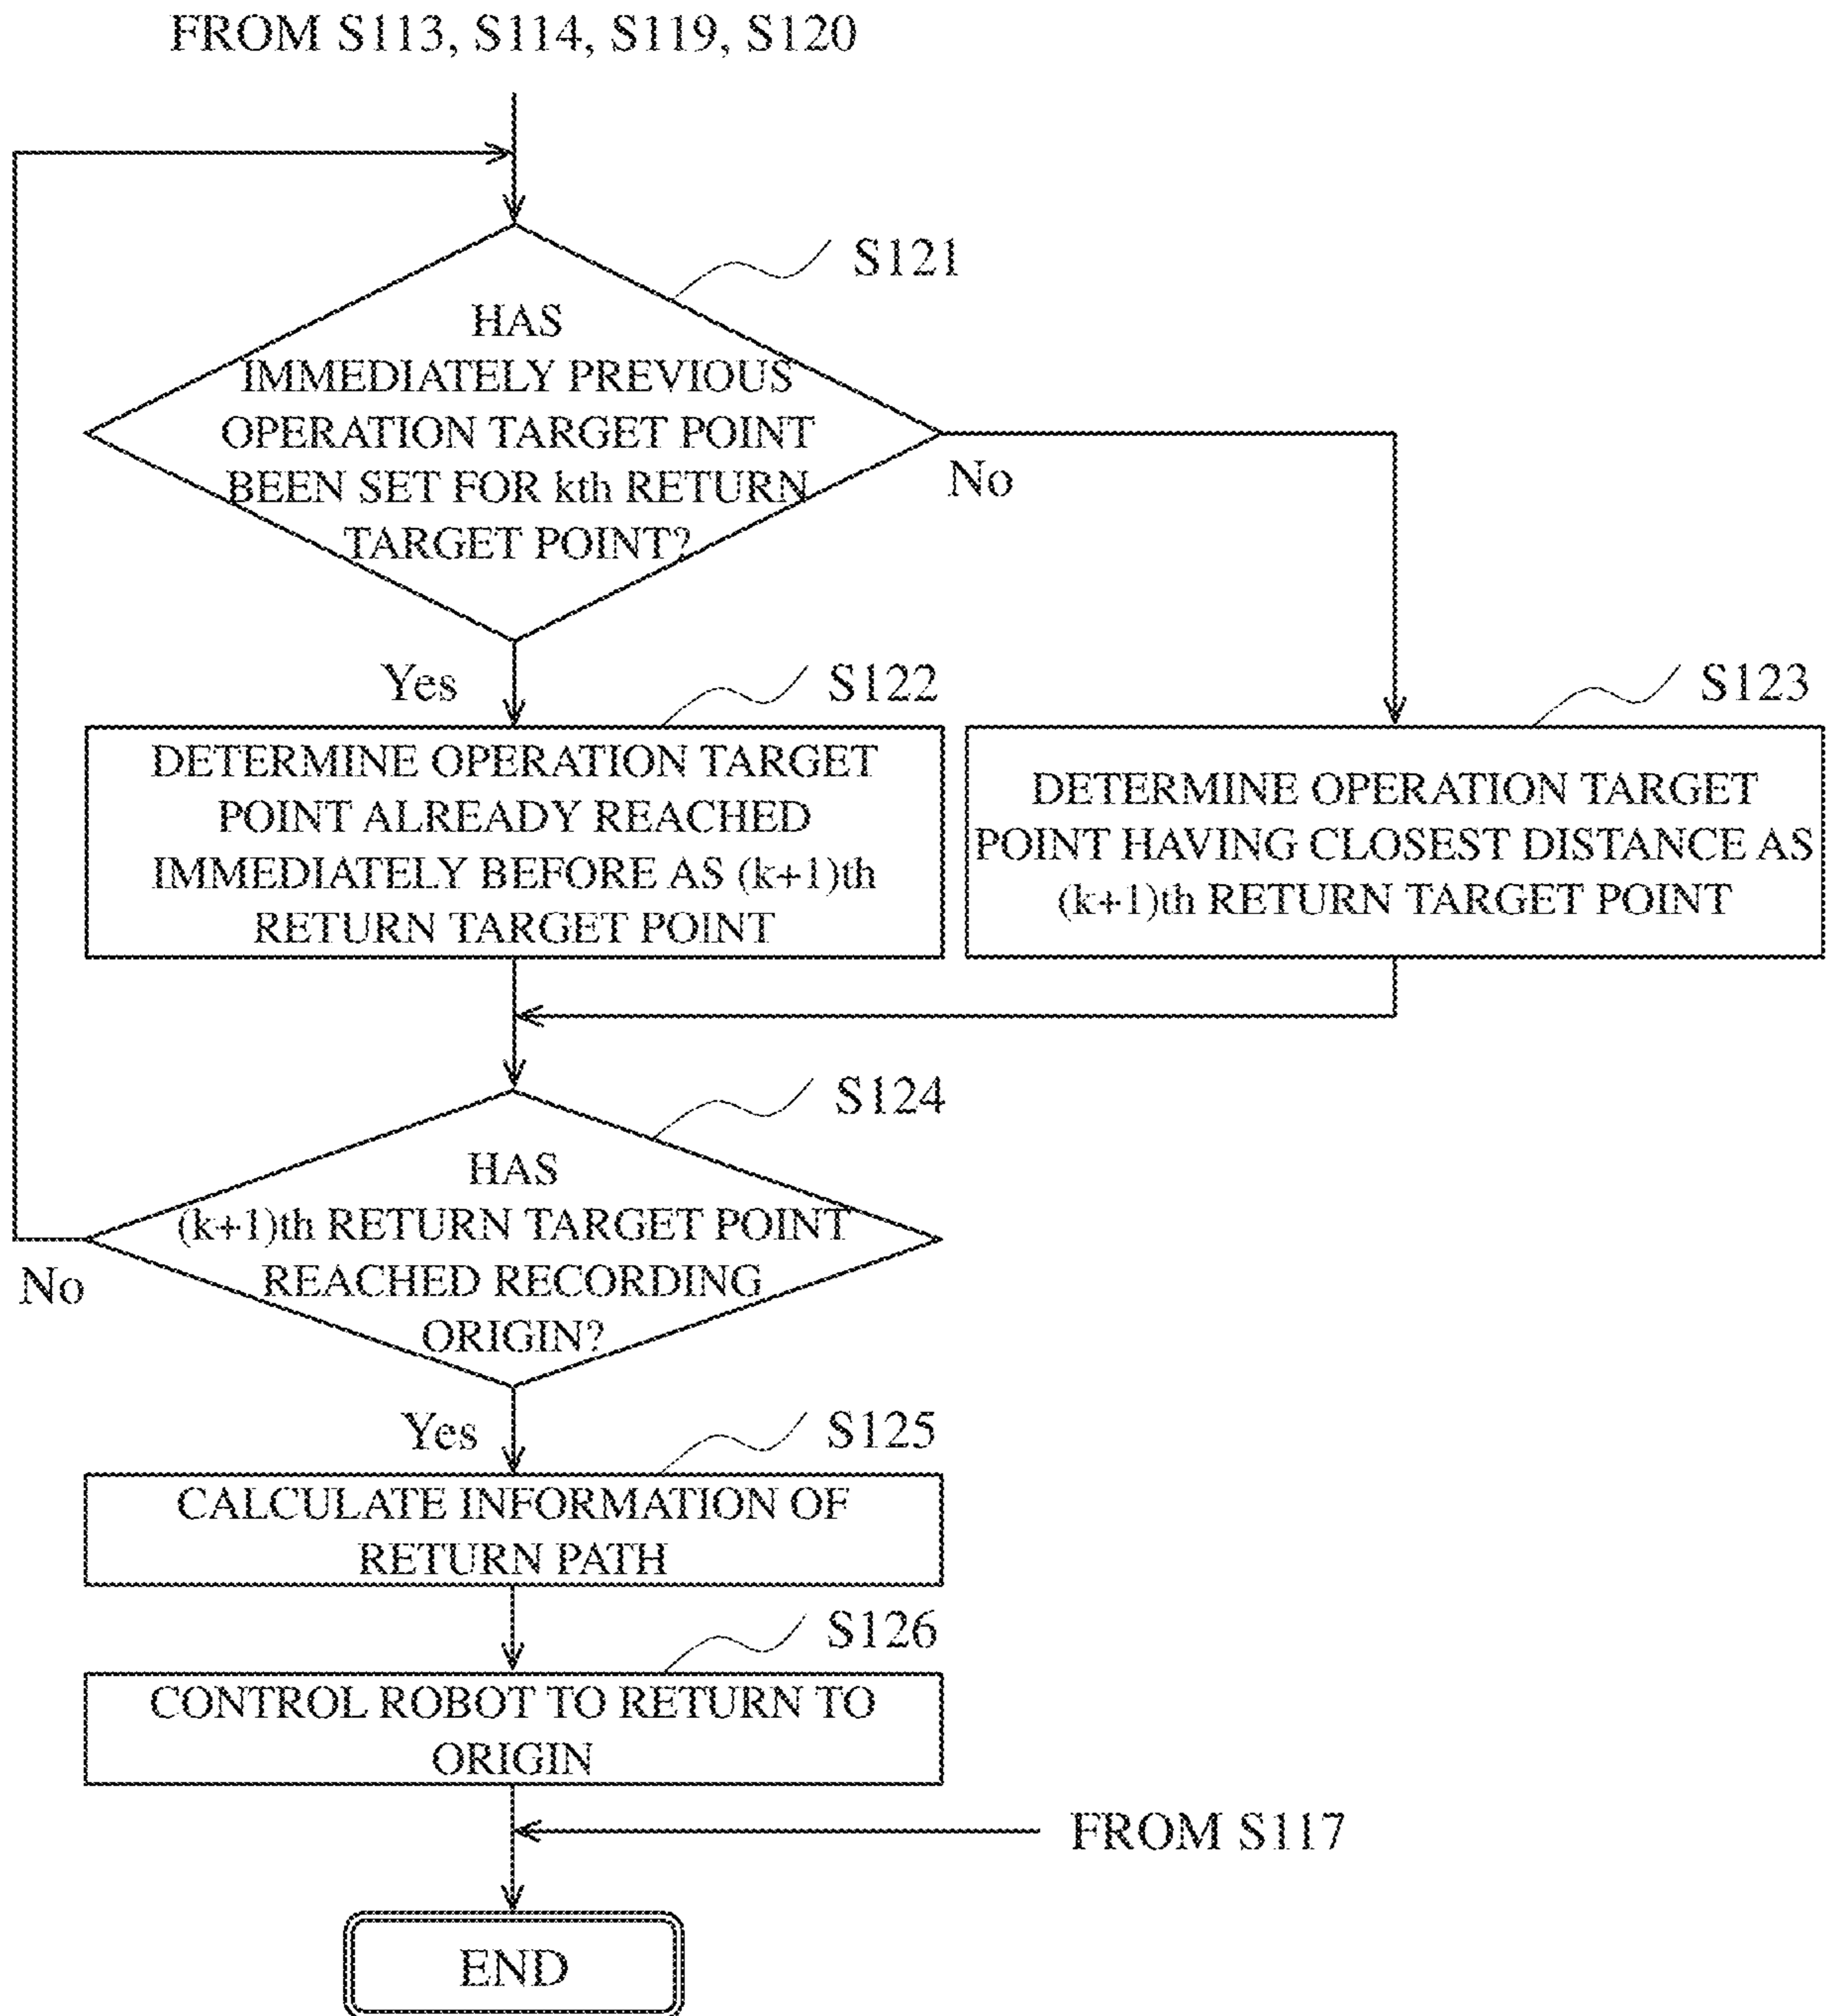 FROM S113, S114, S119, S120
S121
HAS
IMMEDIATELY PREVIOUS
OPERATION TARGET POINT
BEEN SET FOR kth RETURN
TARGET POINT?
No
Yes
S122
DETERMINE OPERATION TARGET
POINT ALREADY REACHED
IMMEDIATELY BEFORE AS (k+1)th
RETURN TARGET POINT
S123
DETERMINE OPERATION TARGET
POINT HAVING CLOSEST DISTANCE AS
(k+1)th RETURN TARGET POINT
S124
HAS
(k+1)th RETURN TARGET POINT
REACHED RECORDING
ORIGIN?
No
Yes
S125
CALCULATE INFORMATION OF
RETURN PATH
S126
CONTROL ROBOT TO RETURN TO
ORIGIN
FROM S117
END